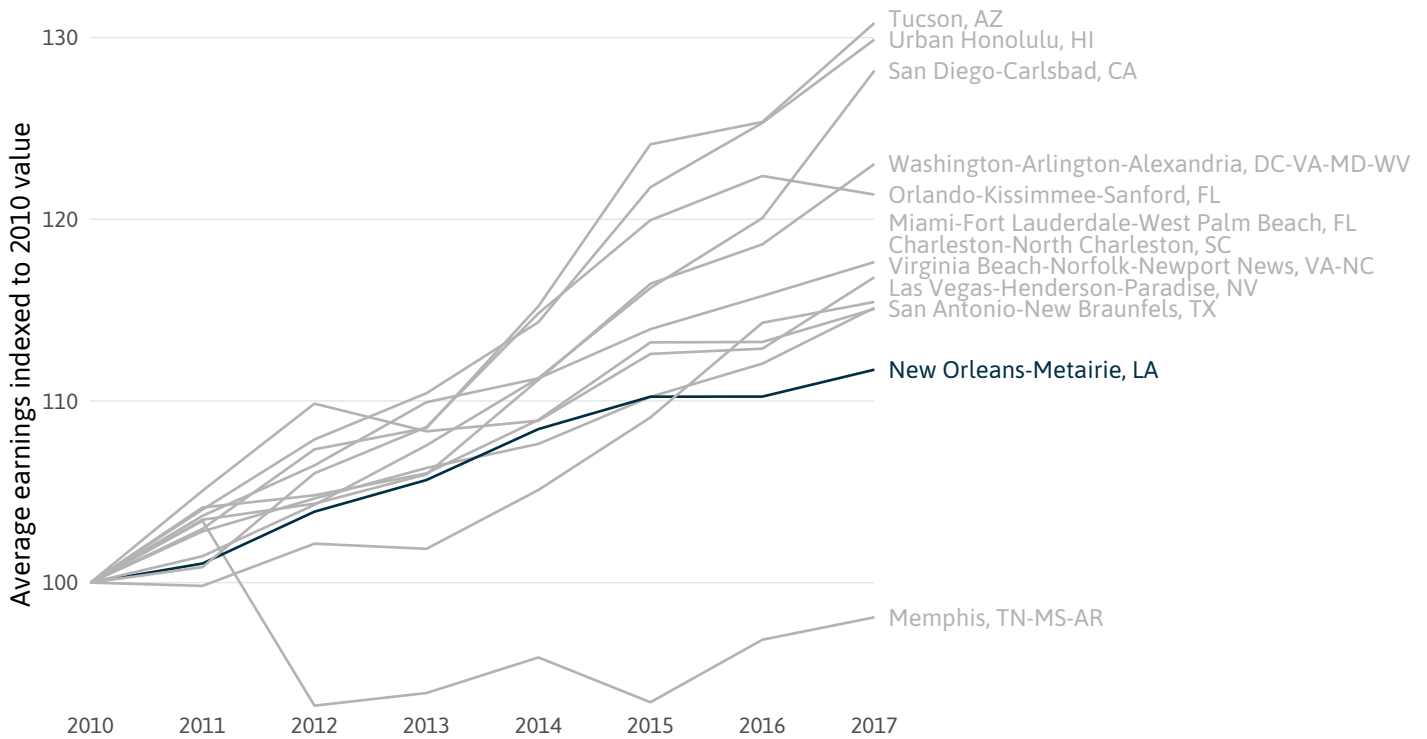 Average earnings indexed to 2010 value
130
120
110
100
2010
2011
2012
2013
2014
2015
2016
2017
Tucson, AZ
Urban Honolulu, HI
San Diego-Carlsbad, CA
Washington-Arlington-Alexandria, DC-VA-MD-WV
Orlando-Kissimmee-Sanford, FL
Miami-Fort Lauderdale-West Palm Beach, FL
Charleston-North Charleston, SC
Virginia Beach-Norfolk-Newport News, VA-NC
Las Vegas-Henderson-Paradise, NV
San Antonio-New Braunfels, TX
New Orleans-Metairie, LA
Memphis, TN-MS-AR